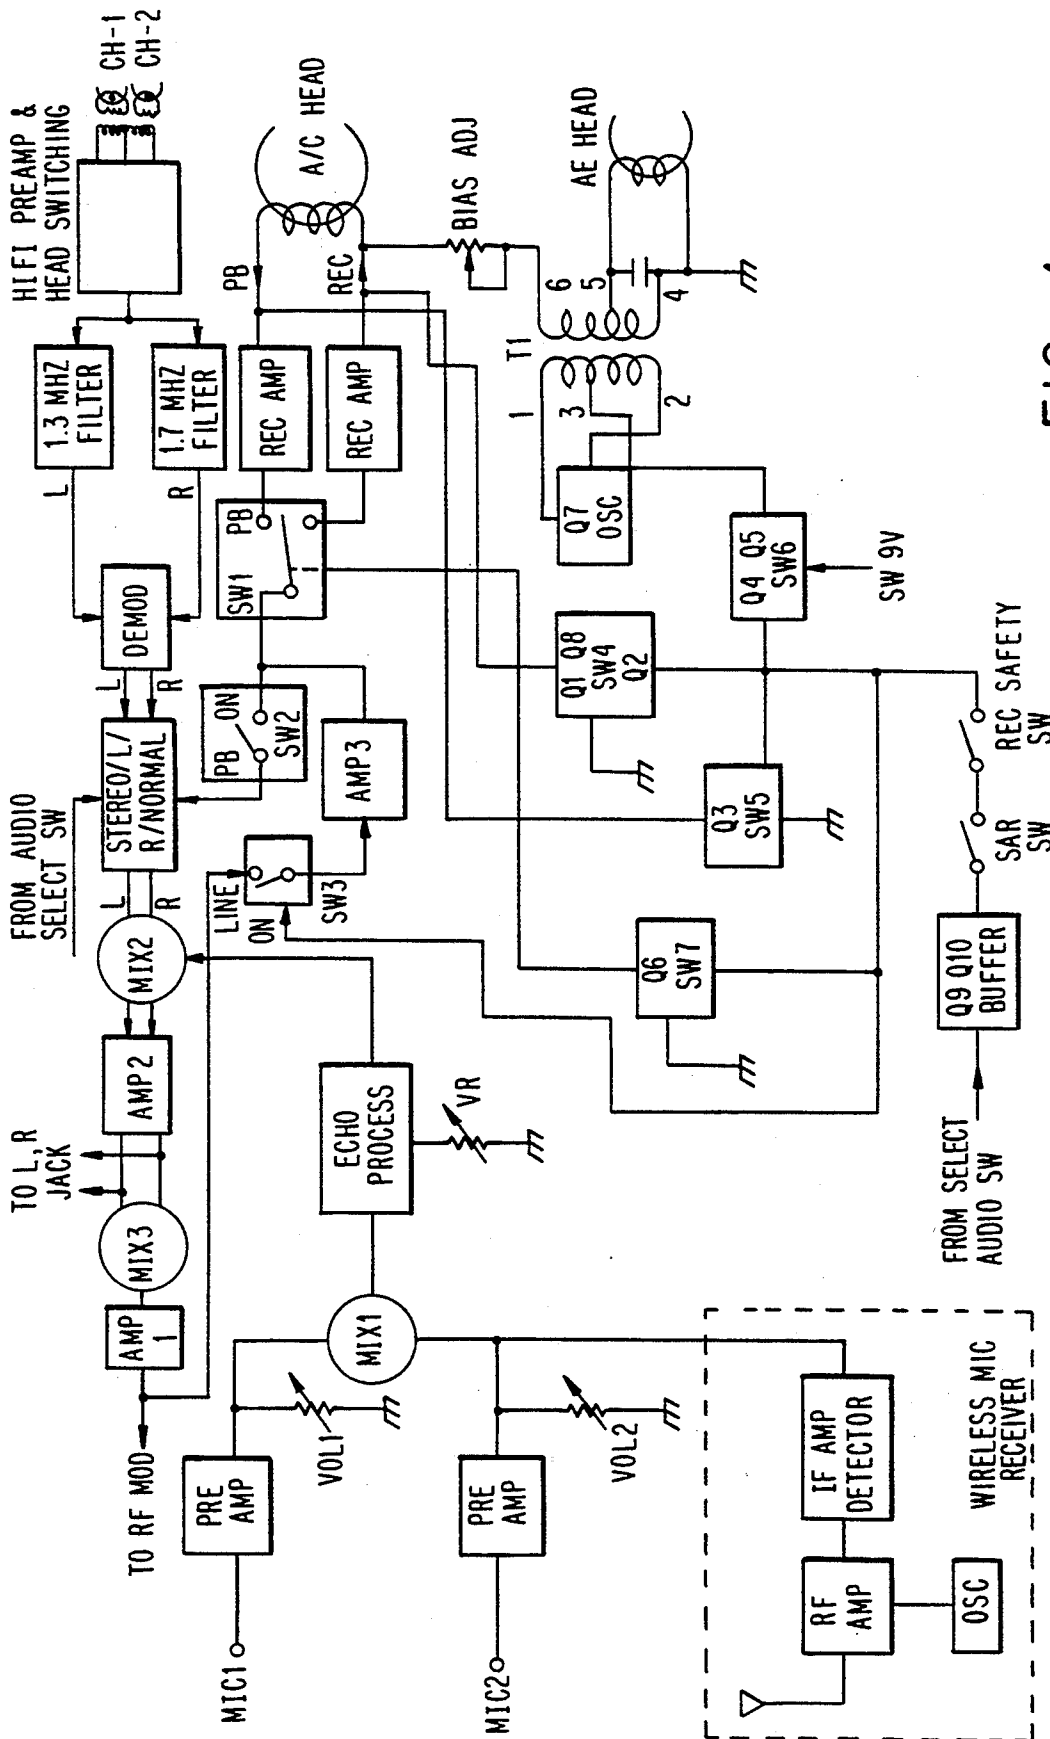 HIFI PREAMP &
HEAD SWITCHING
CH-1
CH-2
1.3 MHZ
FILTER
1.7 MHZ
FILTER
L
R
DEMOD
L
R
FROM AUDIO
SELECT SW
STEREO/L/
R/NORMAL
L
R
MIX2
AMP2
TO L,R
JACK
MIX3
AMP
1
TO RF MOD
A/C HEAD
PB
REC
REC AMP
REC AMP
PB
SW1
PB ON
SW2
AMP3
LINE
ON
SW3
BIAS ADJ
AE HEAD
T1
6
5
4
1
3
2
Q7
OSC
Q4 Q5
SW6
SW 9V
Q1 Q8
SW4
Q2
Q3
SW5
Q6
SW7
REC SAFETY
SW
SAR
SW
Q9 Q10
BUFFER
FROM SELECT
AUDIO SW
ECHO
PROCESS
VR
MIX1
PRE
AMP
VOL1
MIC1
PRE
AMP
VOL2
MIC2
IF AMP
DETECTOR
RF
AMP
OSC
WIRELESS MIC
RECEIVER